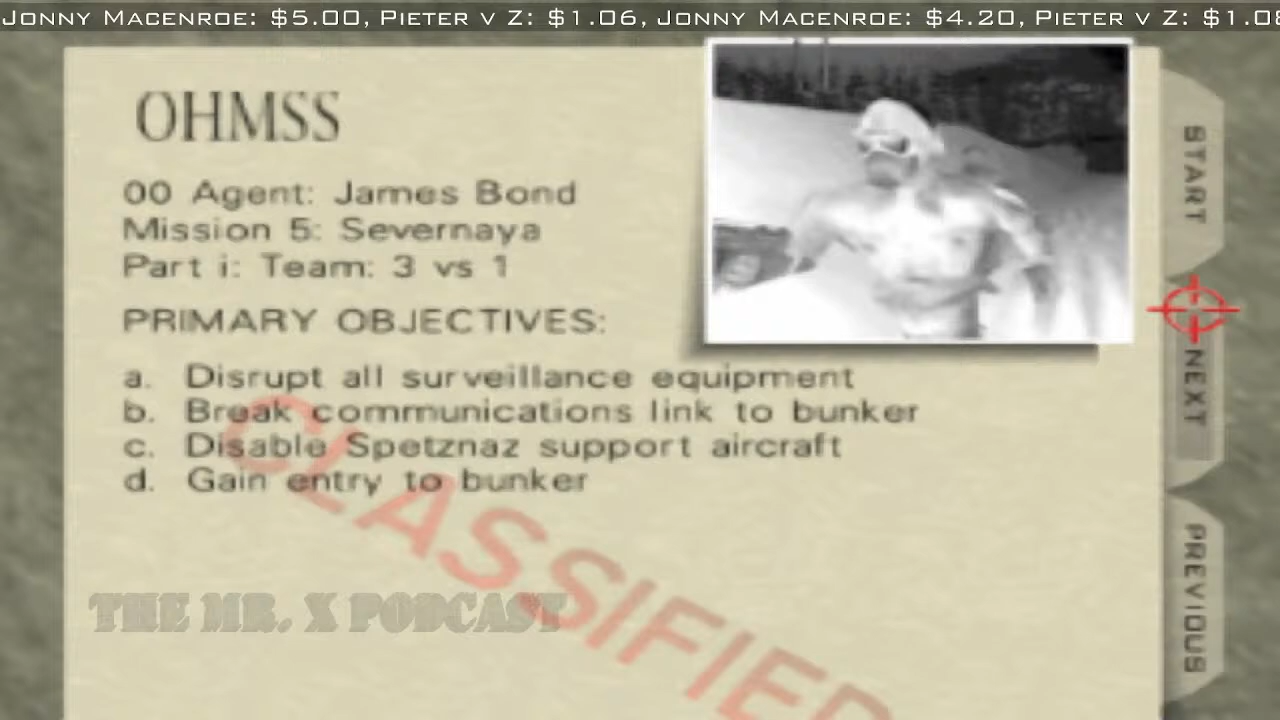 Jonny Macenroe: $5.00, Pieter v Z: $1.06, Jonny Macenroe: $4.20, Pieter v Z: $1.08
OHMSS
00 Agent: James Bond
Mission 5: Severnaya
Part i: Team: 3 vs 1
PRIMARY OBJECTIVES:
a. Disrupt all surveillance equipment
b. Break communications link to bunker
c. Disable Spetznaz support aircraft
d. Gain entry to bunker
CLASSIFIED
THE MR. X PODCAST
START
NEXT
PREVIOUS